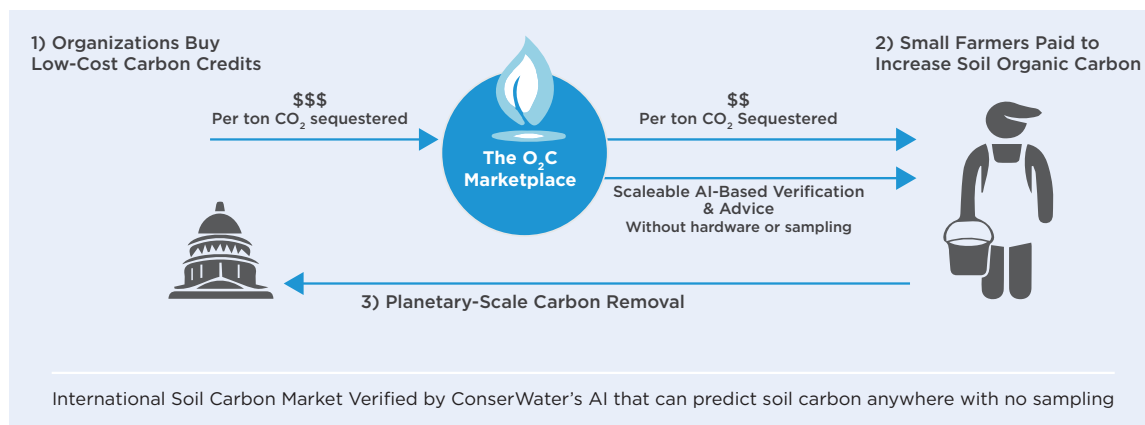 1) Organizations Buy
Low-Cost Carbon Credits
2) Small Farmers Paid to
Increase Soil Organic Carbon
$$$
Per ton CO₂ sequestered
$$
Per ton CO₂ Sequestered
The O₂C
Marketplace
Scaleable AI-Based Verification
& Advice
Without hardware or sampling
3) Planetary-Scale Carbon Removal
International Soil Carbon Market Verified by ConserWater’s AI that can predict soil carbon anywhere with no sampling